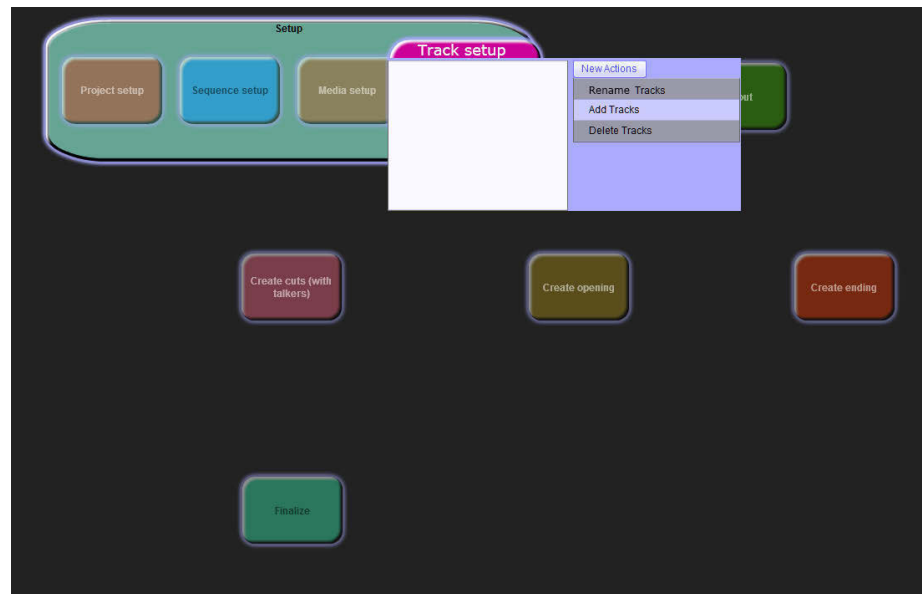 Setup
Track setup
Project setup
Sequence setup
Media setup
New Actions
Rename Tracks
Add Tracks
Delete Tracks
Create cuts (with
talkers)
Create opening
Create ending
Finalize